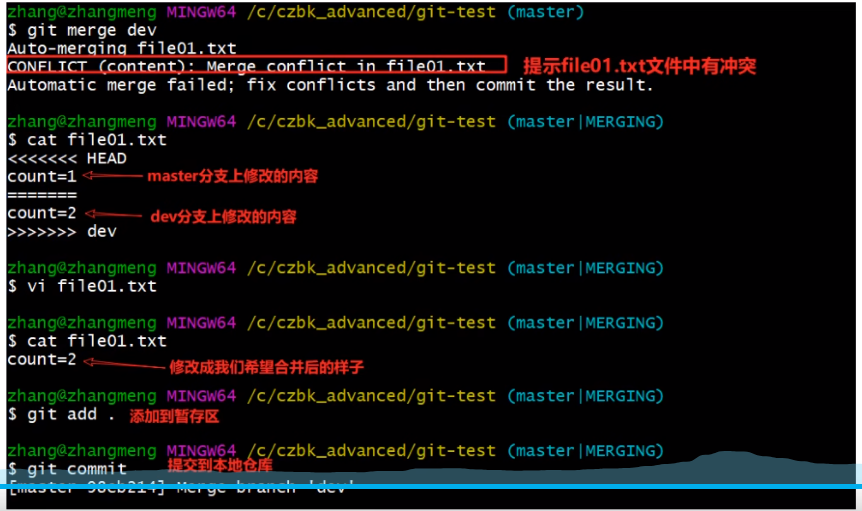 zhang@zhangmeng MINGW64 /c/czbk_advanced/git-test (master)
$ git merge dev
Auto-merging file01.txt
CONFLICT (content): Merge conflict in file01.txt 提示file01.txt文件中有冲突
Automatic merge failed; fix conflicts and then commit the result.
zhang@zhangmeng MINGW64 /c/czbk_advanced/git-test (master|MERGING)
$ cat file01.txt
<<<<<<< HEAD
count=1 master分支上修改的内容
=======
count=2 dev分支上修改的内容
>>>>>>> dev
zhang@zhangmeng MINGW64 /c/czbk_advanced/git-test (master|MERGING)
$ vi file01.txt
zhang@zhangmeng MINGW64 /c/czbk_advanced/git-test (master|MERGING)
$ cat file01.txt
count=2 修改成我们希望合并后的样子
zhang@zhangmeng MINGW64 /c/czbk_advanced/git-test (master|MERGING)
$ git add . 添加到暂存区
zhang@zhangmeng MINGW64 /c/czbk_advanced/git-test (master|MERGING)
$ git commit 提交到本地仓库
[master 98eb214] Merge branch 'dev'